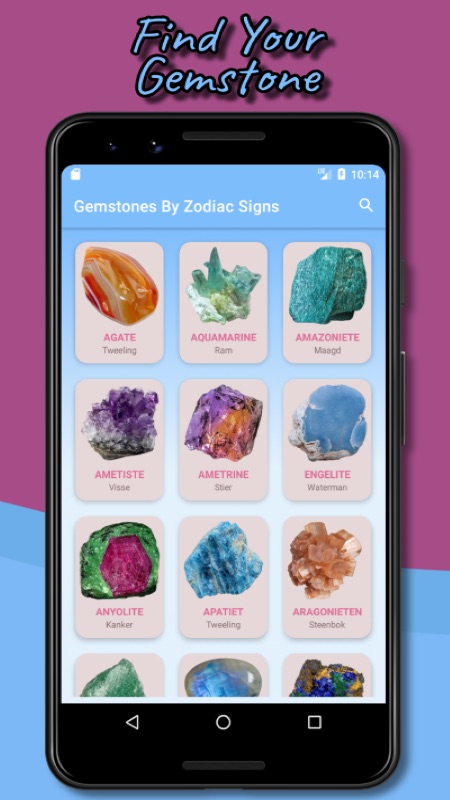 Find Your
Gemstone
10:14
Gemstones By Zodiac Signs
AGATE
Tweeling
AQUAMARINE
Ram
AMAZONIETE
Maagd
AMETISTE
Visse
AMETRINE
Stier
ENGELITE
Waterman
ANYOLITE
Kanker
APATIET
Tweeling
ARAGONIETEN
Steenbok